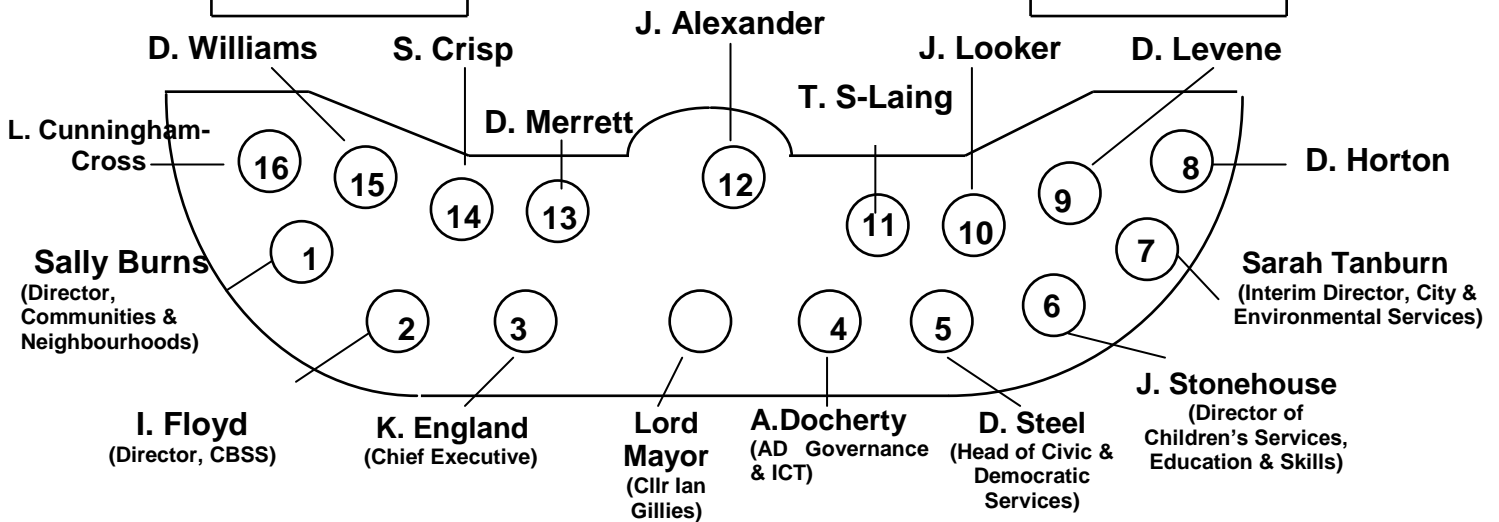 J. Alexander
D. Williams
S. Crisp
J. Looker
D. Levene
T. S-Laing
D. Merrett
L. Cunningham-
Cross
D. Horton
16
15
14
13
12
11
10
9
8
1
2
3
4
5
6
7
Sally Burns
(Director,
Communities &
Neighbourhoods)
Sarah Tanburn
(Interim Director, City &
Environmental Services)
I. Floyd
(Director, CBSS)
K. England
(Chief Executive)
Lord
Mayor
(Cllr Ian
Gillies)
A.Docherty
(AD Governance
& ICT)
D. Steel
(Head of Civic &
Democratic
Services)
J. Stonehouse
(Director of
Children's Services,
Education & Skills)